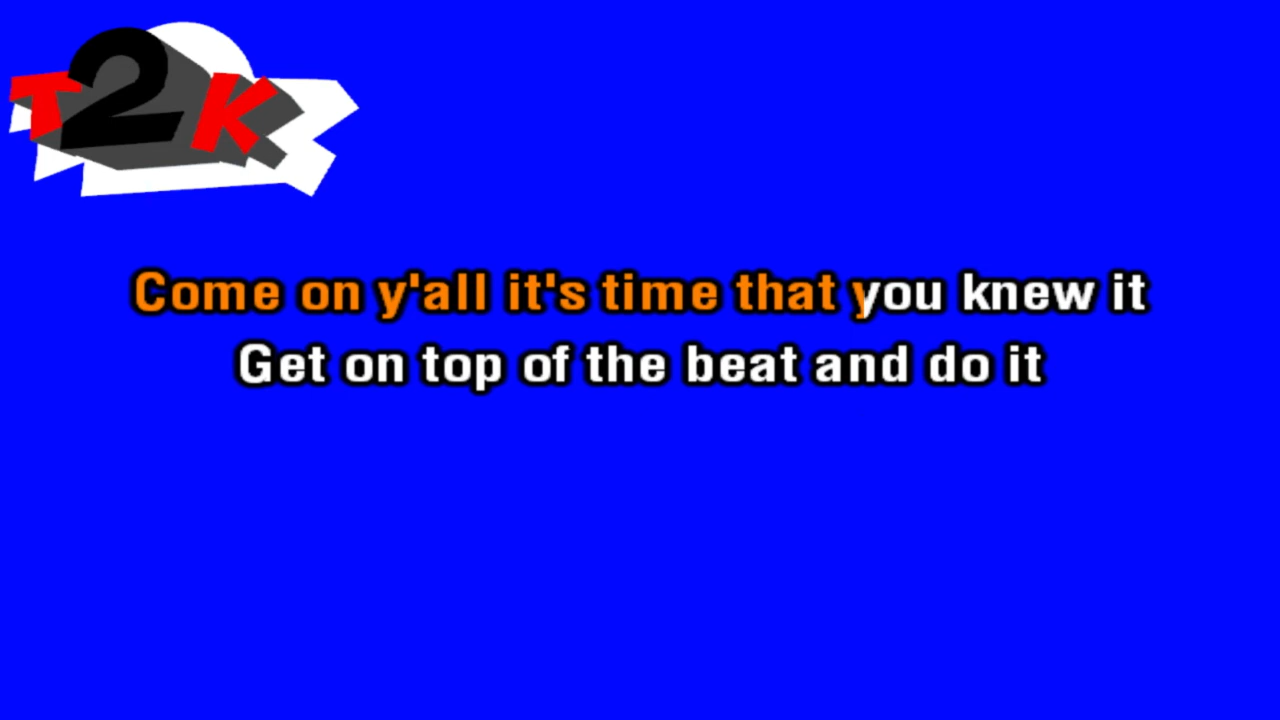 T2K
Come on y'all it's time that you knew it
Get on top of the beat and do it